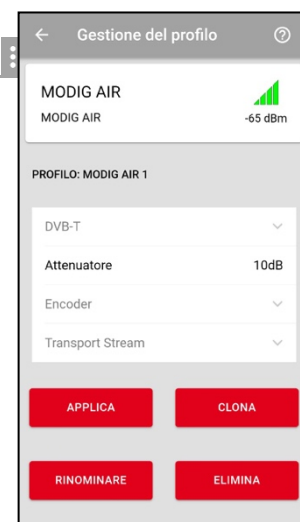 Gestione del profilo
MODIG AIR
MODIG AIR
-65 dBm
PROFILO: MODIG AIR 1
DVB-T
Attenuatore 10dB
Encoder
Transport Stream
APPLICA CLONA
RINOMINARE ELIMINA